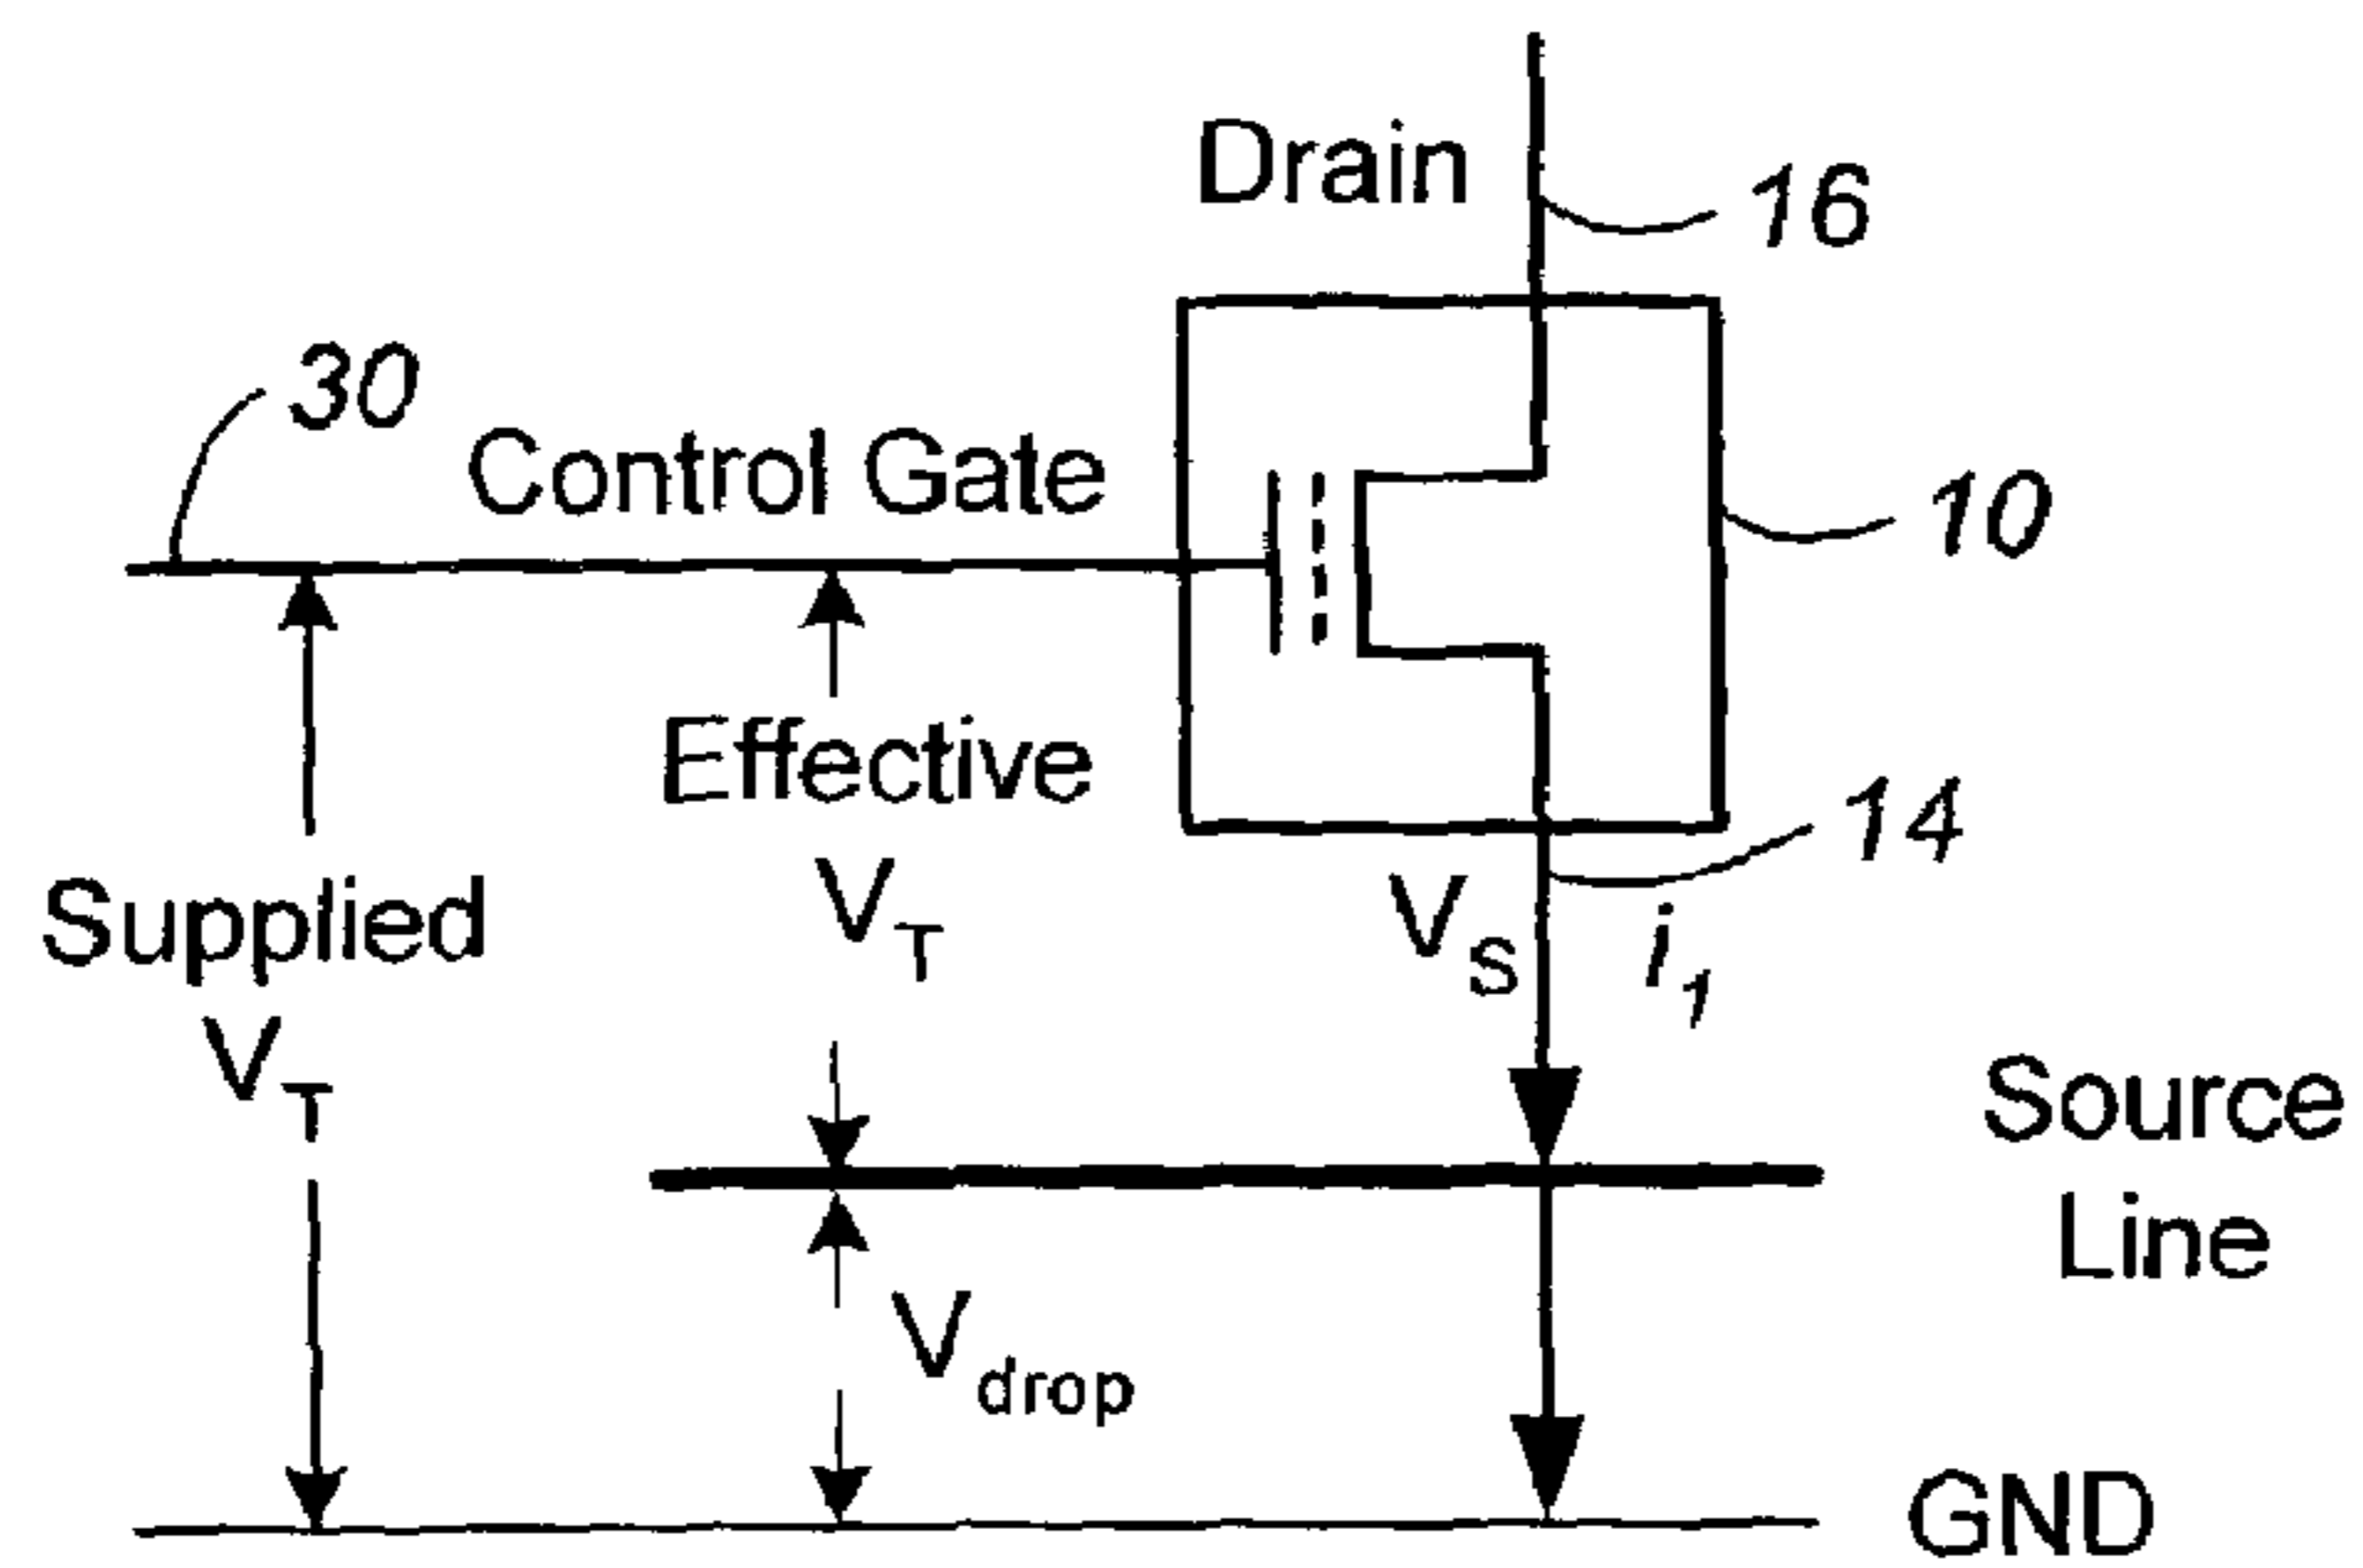 Drain
16
30
Control Gate
10
Effective
V_T
14
Supplied
V_T
V_S
i_1
Source
Line
V_drop
GND